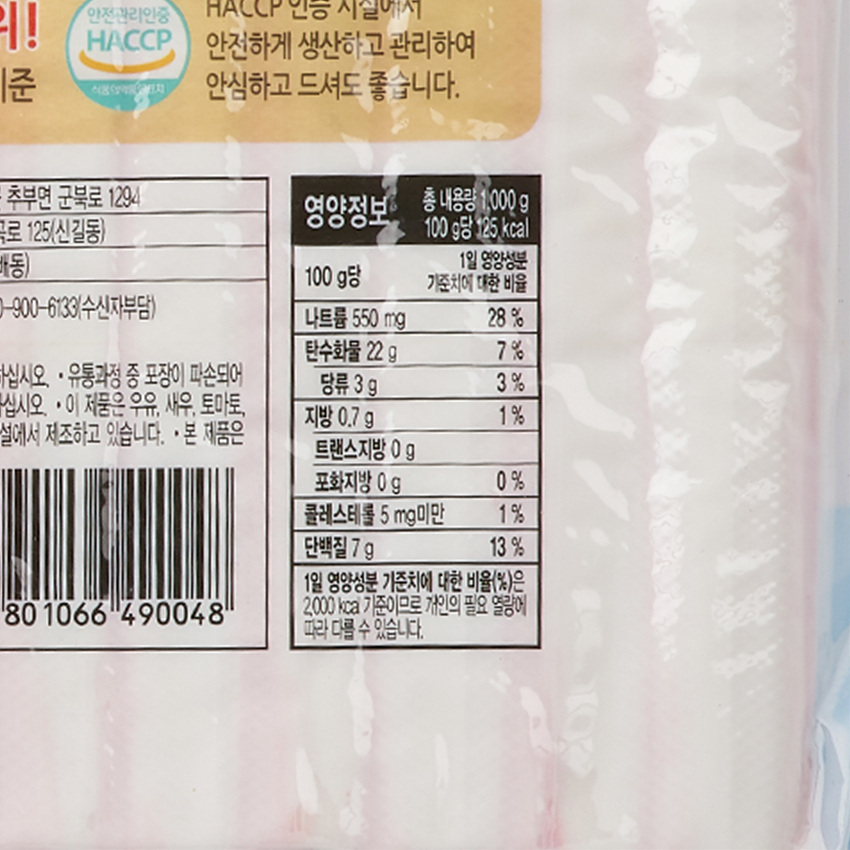 위!
기준
안전관리인증
HACCP
식품의약품안전처
HACCP 인증 시설에서
안전하게 생산하고 관리하여
안심하고 드셔도 좋습니다.
추부면 군북로 1294
로 125(신길동)
배동)
0-900-6133(수신자부담)
하십시오. • 유통과정 중 포장이 파손되어
하십시오. • 이 제품은 우유, 새우, 토마토,
설에서 제조하고 있습니다. • 본 제품은
80 1066 490048
영양정보
총 내용량 1,000 g
100 g당 125 kcal
100 g당
1일 영양성분
기준치에 대한 비율
나트륨 550 mg 28 %
탄수화물 22 g 7 %
당류 3 g 3 %
지방 0.7 g 1 %
트랜스지방 0 g
포화지방 0 g 0 %
콜레스테롤 5 mg미만 1 %
단백질 7 g 13 %
1일 영양성분 기준치에 대한 비율(%)은
2,000 kcal 기준이므로 개인의 필요 열량에
따라 다를 수 있습니다.